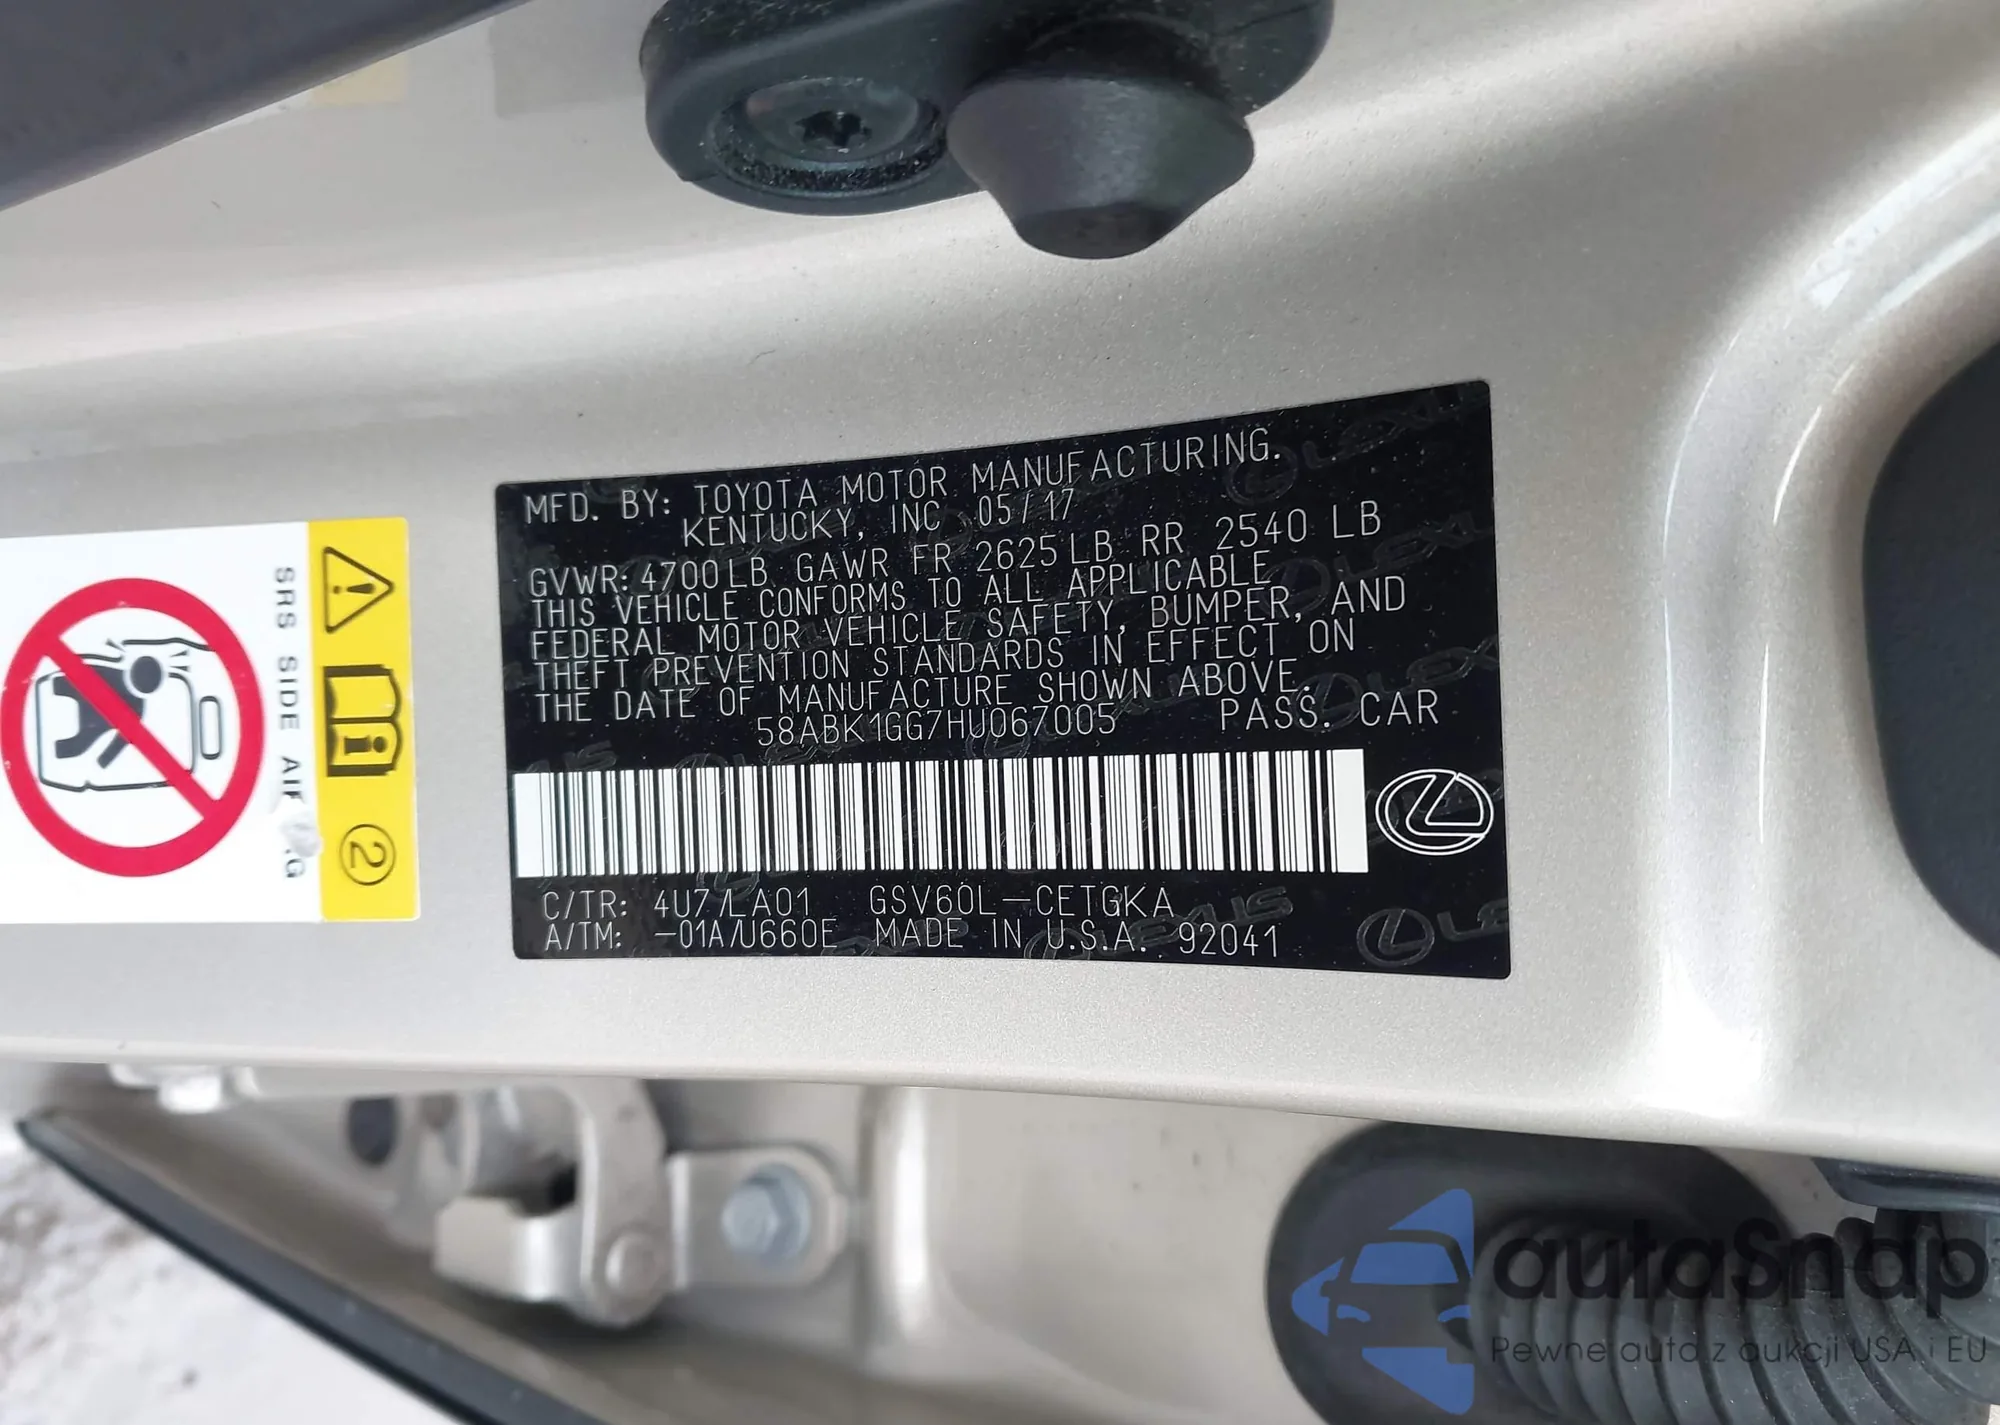 MFD. BY: TOYOTA MOTOR MANUFACTURING.
KENTUCKY, INC 05/17
GVWR: 4700LB GAWR FR 2625LB RR 2540 LB
THIS VEHICLE CONFORMS TO ALL APPLICABLE
FEDERAL MOTOR VEHICLE SAFETY, BUMPER, AND
THEFT PREVENTION STANDARDS IN EFFECT ON
THE DATE OF MANUFACTURE SHOWN ABOVE.
58ABK1GG7HU067005 PASS. CAR
C/TR: 4U7/LA01 GSV60L-CETGKA
A/TM: -01A/U660E MADE IN U.S.A. 92041
SRS SIDE
2
LEXUS
autaSnap
Pewne auta z aukcji USA i EU